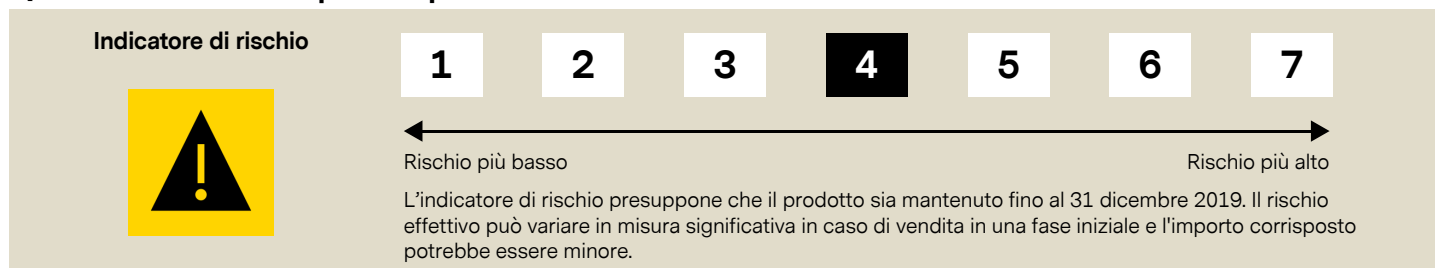 Indicatore di rischio
1 2 3 4 5 6 7
Rischio più basso Rischio più alto
L'indicatore di rischio presuppone che il prodotto sia mantenuto fino al 31 dicembre 2019. Il rischio
effettivo può variare in misura significativa in caso di vendita in una fase iniziale e l'importo corrisposto
potrebbe essere minore.